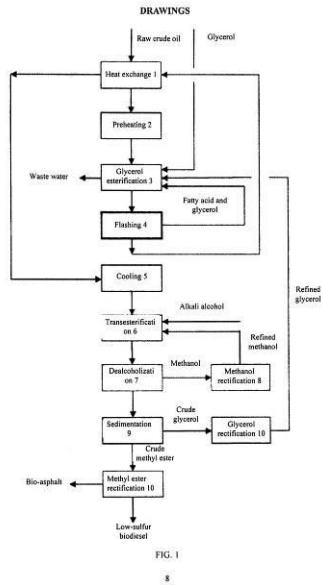 DRAWINGS
Raw crude oil
Glycerol
Heat exchange 1
Preheating 2
Glycerol
esterification 3
Waste water
Fatty acid and
glycerol
Flashing 4
Cooling 5
Refined
glycerol
Alkali alcohol
Transesterificati
on 6
Refined
methanol
Dealcoholizati
on 7
Methanol
Methanol
rectification 8
Sedimentation
9
Crude
glycerol
Glycerol
rectification 10
Crude
methyl ester
Methyl ester
rectification 10
Bio-asphalt
Low-sulfur
biodiesel
FIG. 1
8